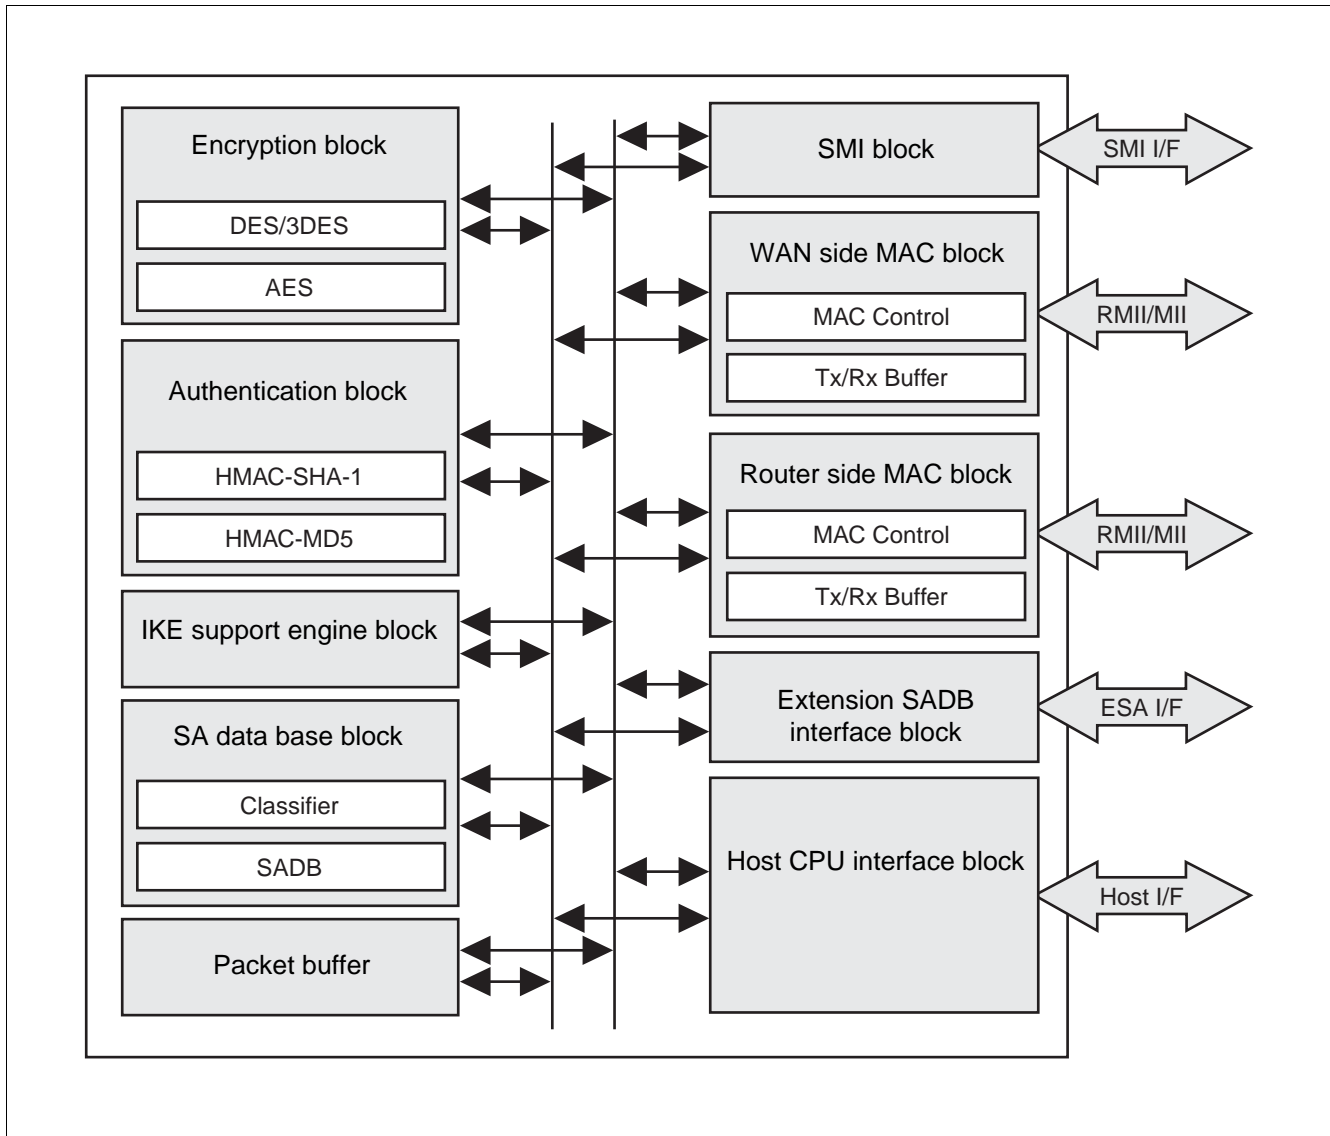 Encryption block
DES/3DES
AES
Authentication block
HMAC-SHA-1
HMAC-MD5
IKE support engine block
SA data base block
Classifier
SADB
Packet buffer
SMI block
WAN side MAC block
MAC Control
Tx/Rx Buffer
Router side MAC block
MAC Control
Tx/Rx Buffer
Extension SADB
interface block
Host CPU interface block
SMI I/F
RMII/MII
RMII/MII
ESA I/F
Host I/F